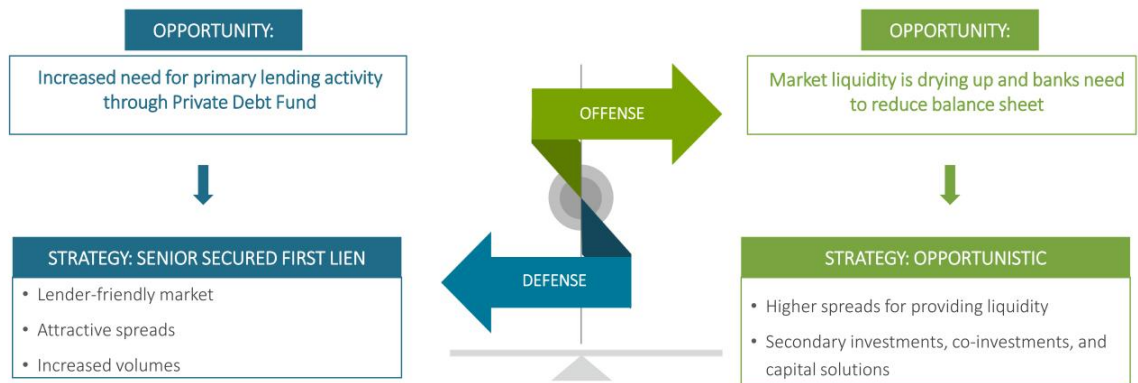 OPPORTUNITY:
Increased need for primary lending activity
through Private Debt Fund
STRATEGY: SENIOR SECURED FIRST LIEN
• Lender-friendly market
• Attractive spreads
• Increased volumes
OFFENSE
DEFENSE
OPPORTUNITY:
Market liquidity is drying up and banks need
to reduce balance sheet
STRATEGY: OPPORTUNISTIC
• Higher spreads for providing liquidity
• Secondary investments, co-investments, and
capital solutions